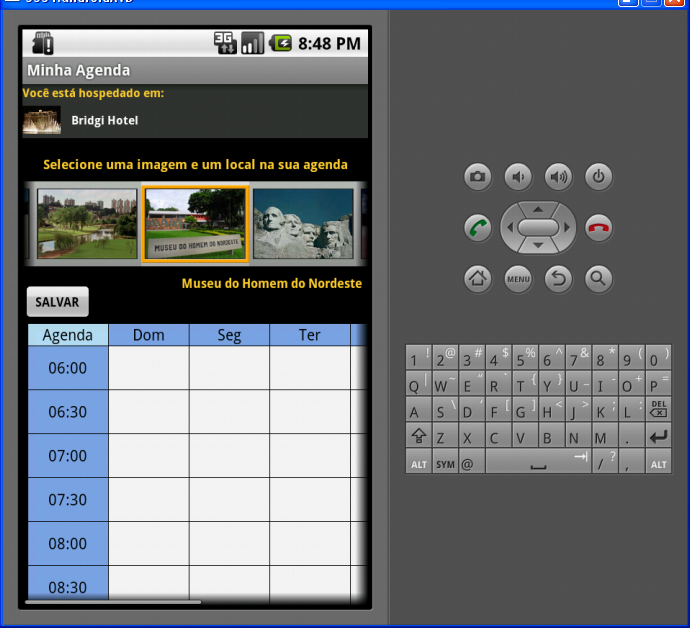 3G 8:48 PM
Minha Agenda
Você está hospedado em:
Bridgi Hotel
Selecione uma imagem e um local na sua agenda
MUSEU DO HOMEM DO NORDESTE
Museu do Homem do Nordeste
SALVAR
Agenda Dom Seg Ter
06:00
06:30
07:00
07:30
08:00
08:30
MENU
1 ! 2 @ 3 # 4 $ 5 % 6 ^ 7 & 8 * 9 ( 0 )
Q | W ~ E " R ` T { Y } U _ I - O + P =
A S \ D ' F [ G ] H < J > K ; L : DEL
Z X C V B N M .
ALT SYM @ / ? , ALT